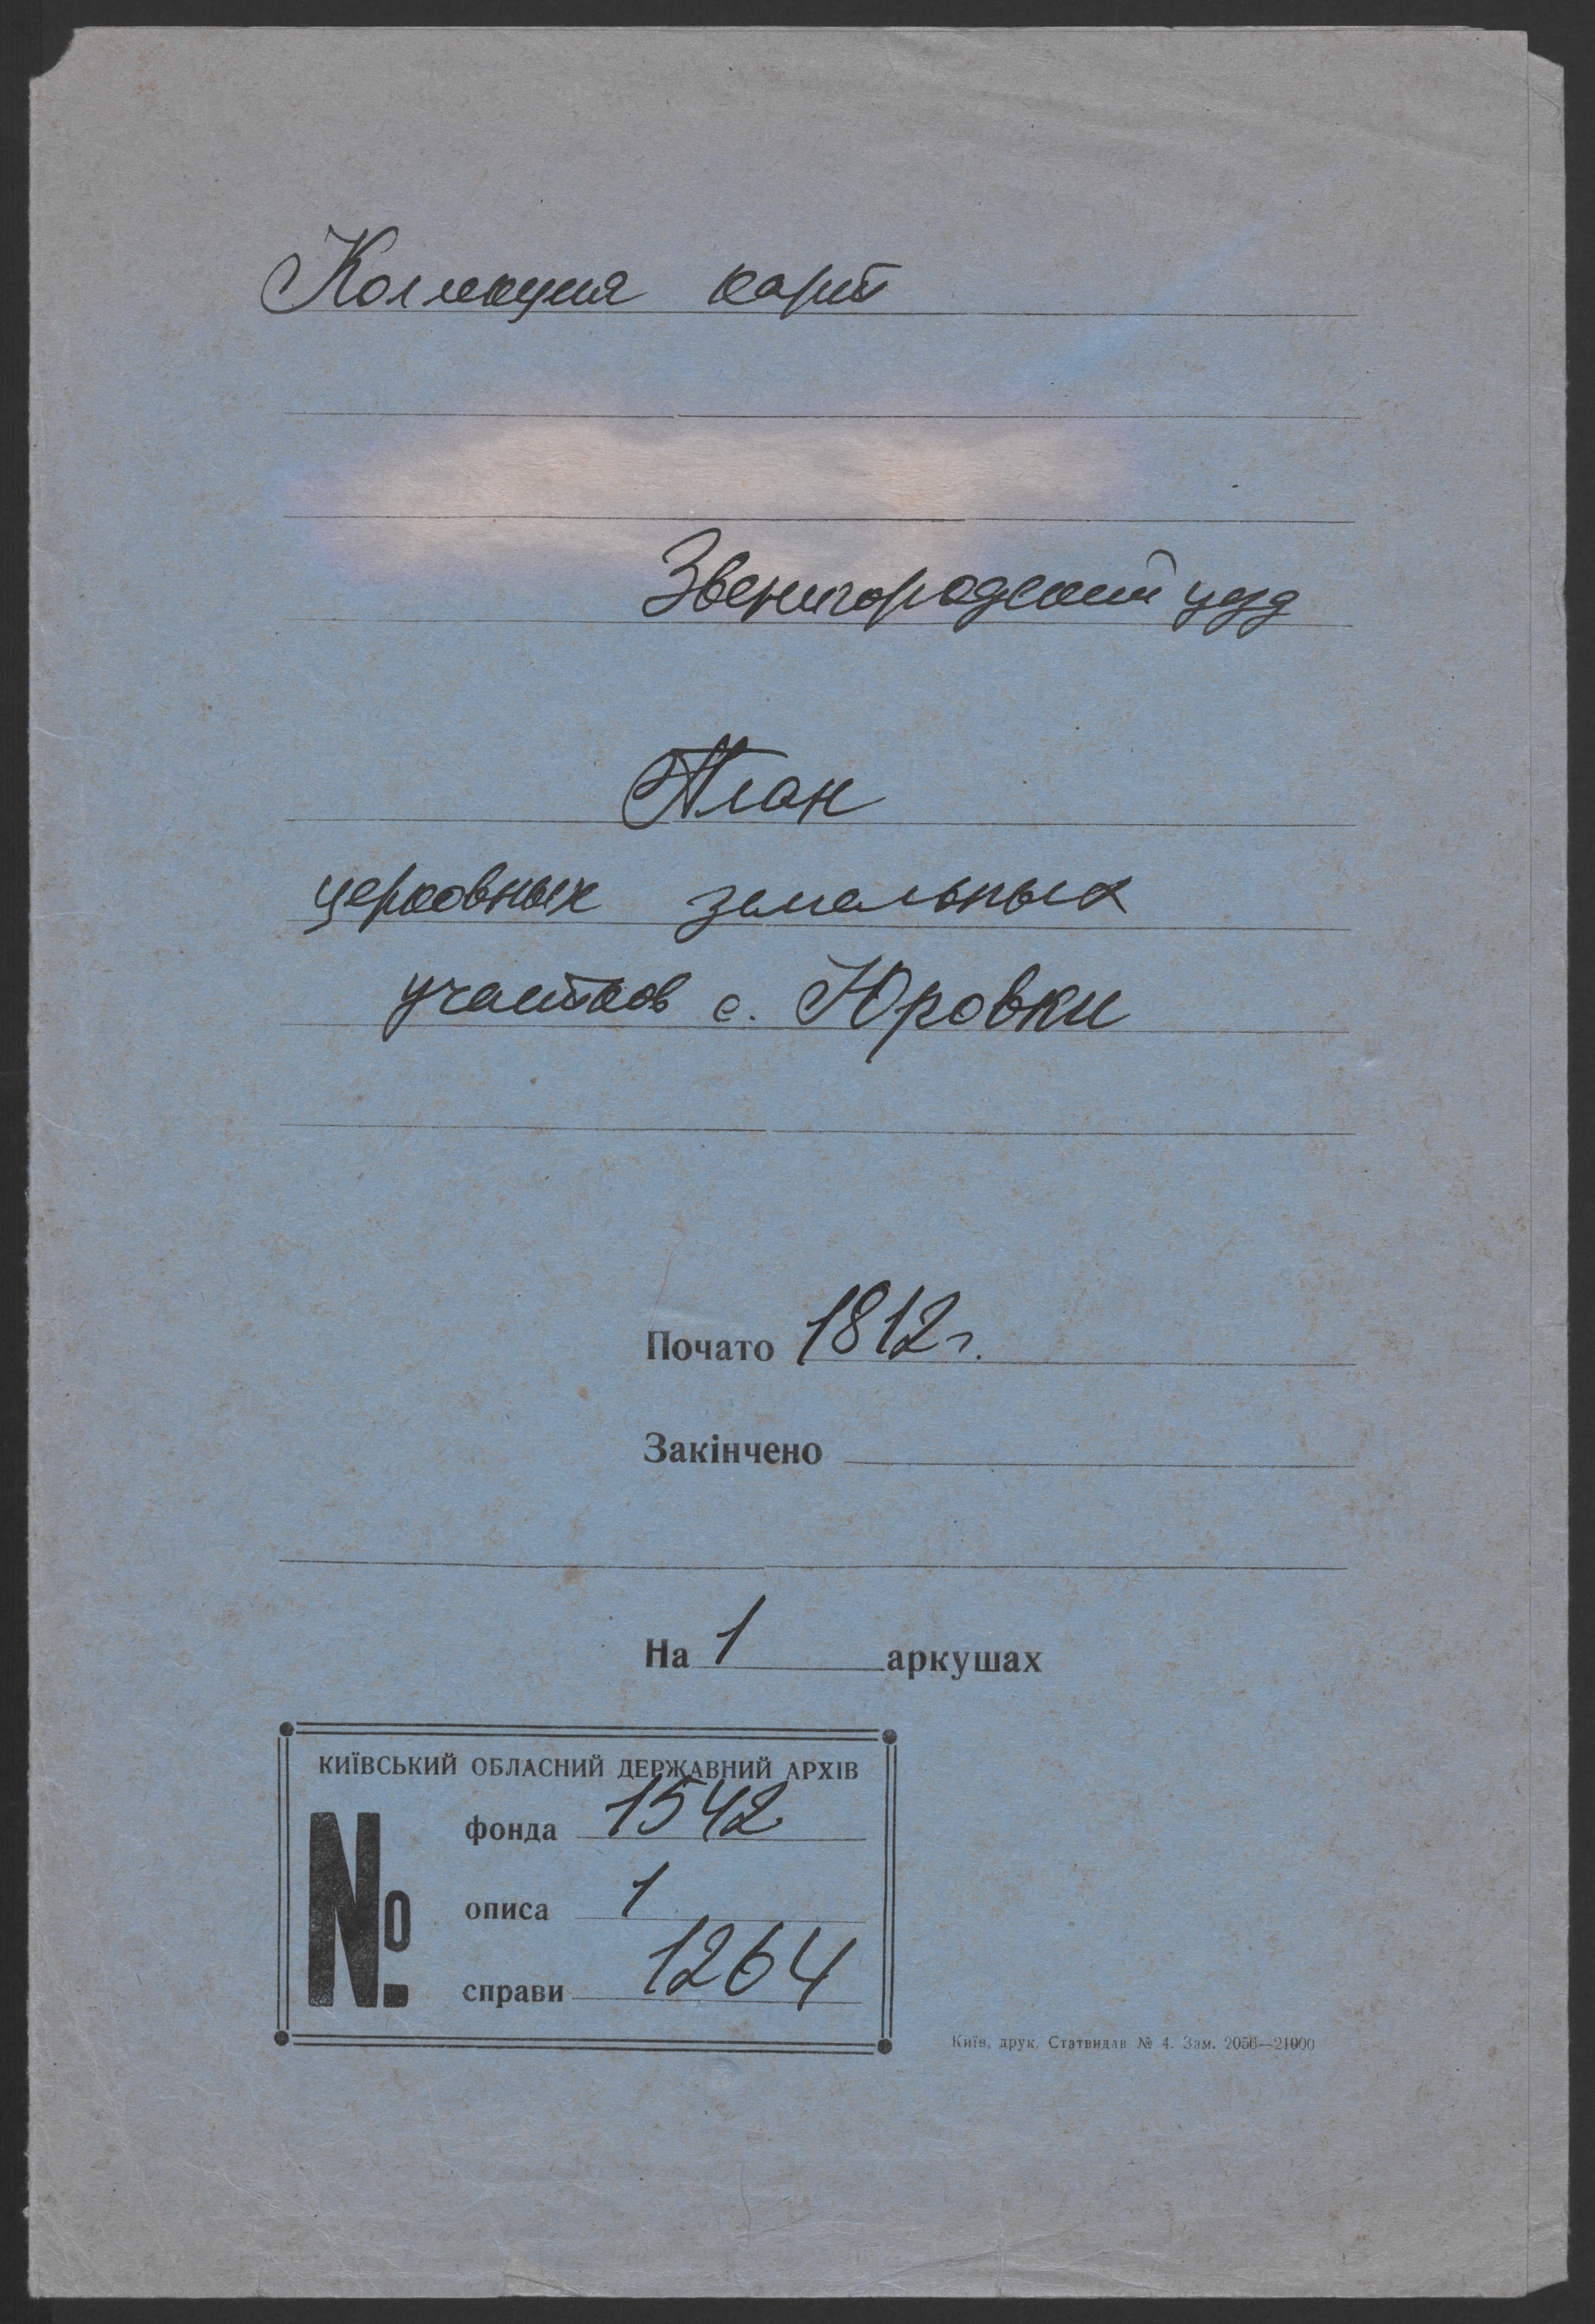 Коллекция карт
Звенигородский уезд
План
церковных земельных
участков с. Юровки
Почато 1812 г.
Закінчено
На 1 аркушах
КИЇВСЬКИЙ ОБЛАСНИЙ ДЕРЖАВНИЙ АРХІВ
№
фонда 1542
описа 1
справи 1264
Київ, друк. Статвидав № 4. Зам. 2056—21000